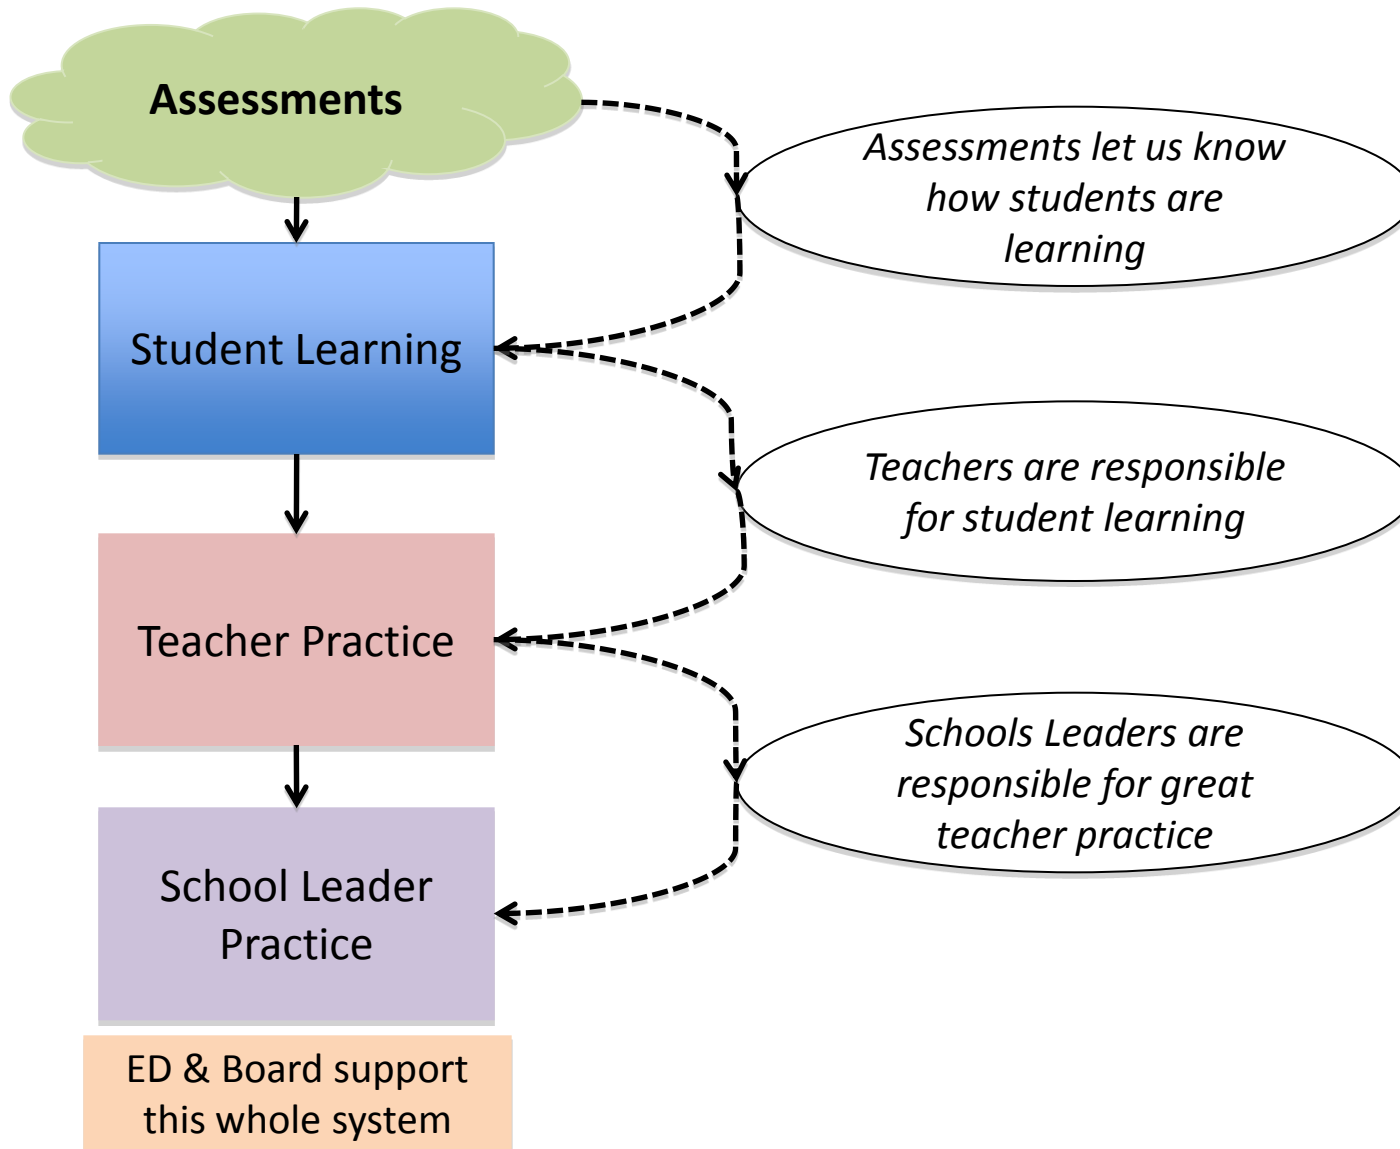 Assessments
Assessments let us know
how students are
learning
Student Learning
Teachers are responsible
for student learning
Teacher Practice
Schools Leaders are
responsible for great
teacher practice
School Leader
Practice
ED & Board support
this whole system